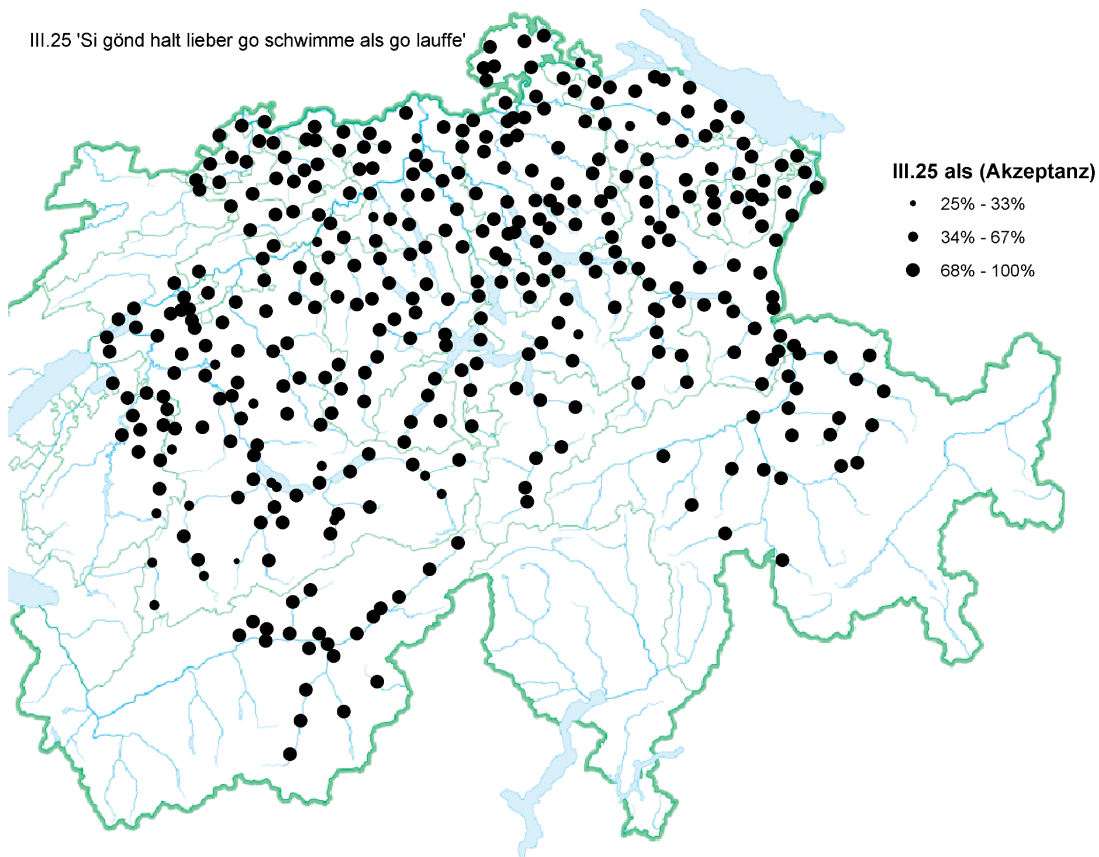 III.25 'Si gönd halt lieber go schwimme als go lauffe'
III.25 als (Akzeptanz)
25% - 33%
34% - 67%
68% - 100%